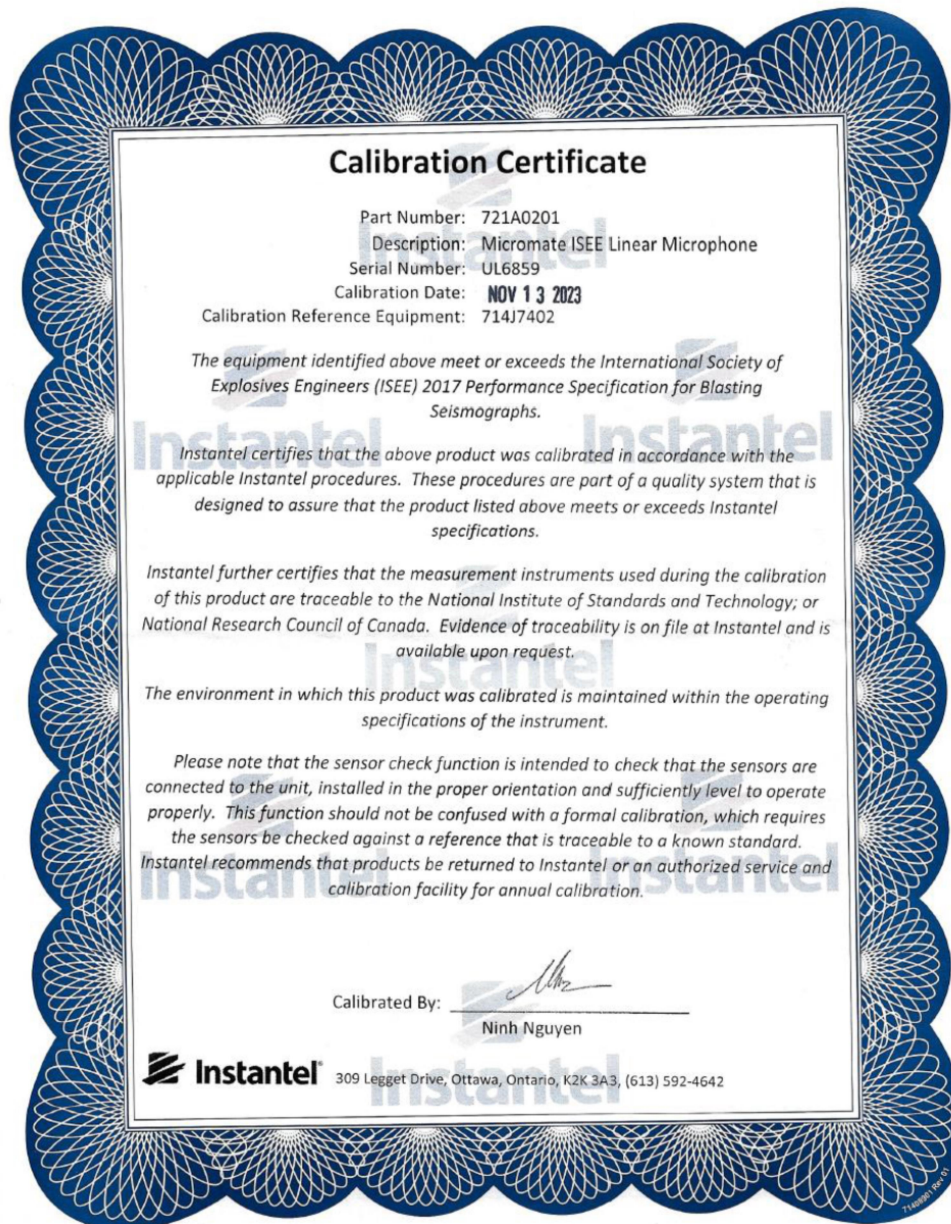 Calibration Certificate
Part Number: 721A0201
Description: Micromate ISEE Linear Microphone
Serial Number: UL6859
Calibration Date: NOV 13 2023
Calibration Reference Equipment: 714J7402
The equipment identified above meet or exceeds the International Society of
Explosives Engineers (ISEE) 2017 Performance Specification for Blasting
Seismographs.
Instantel certifies that the above product was calibrated in accordance with the
applicable Instantel procedures. These procedures are part of a quality system that is
designed to assure that the product listed above meets or exceeds Instantel
specifications.
Instantel further certifies that the measurement instruments used during the calibration
of this product are traceable to the National Institute of Standards and Technology; or
National Research Council of Canada. Evidence of traceability is on file at Instantel and is
available upon request.
The environment in which this product was calibrated is maintained within the operating
specifications of the instrument.
Please note that the sensor check function is intended to check that the sensors are
connected to the unit, installed in the proper orientation and sufficiently level to operate
properly. This function should not be confused with a formal calibration, which requires
the sensors be checked against a reference that is traceable to a known standard.
Instantel recommends that products be returned to Instantel or an authorized service and
calibration facility for annual calibration.
Calibrated By:
Ninh Nguyen
Instantel 309 Legget Drive, Ottawa, Ontario, K2K 3A3, (613) 592-4642